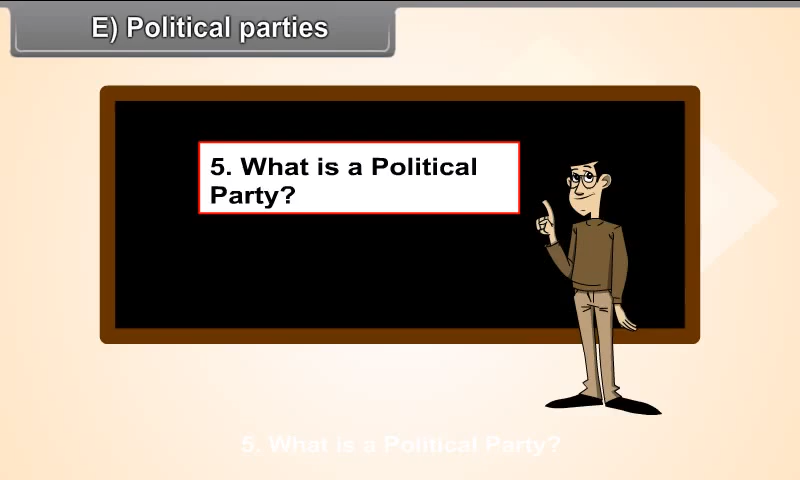 E) Political parties
5. What is a Political
Party?
5. What is a Political Party?